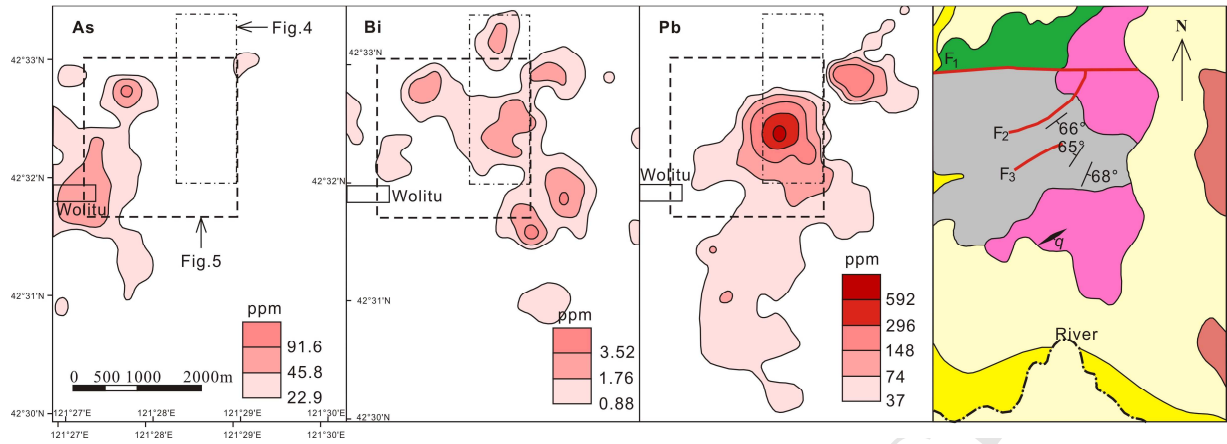 As
Fig.4
42°33′N
42°32′N
Wolitu
Fig.5
42°31′N
ppm
91.6
45.8
22.9
0 500 1000 2000m
42°30′N
121°27′E 121°28′E 121°29′E 121°30′E
Bi
42°33′N
42°32′N
Wolitu
42°31′N
ppm
3.52
1.76
0.88
42°30′N
Pb
Wolitu
ppm
592
296
148
74
37
N
F1
F2
66°
65°
F3
68°
q
River